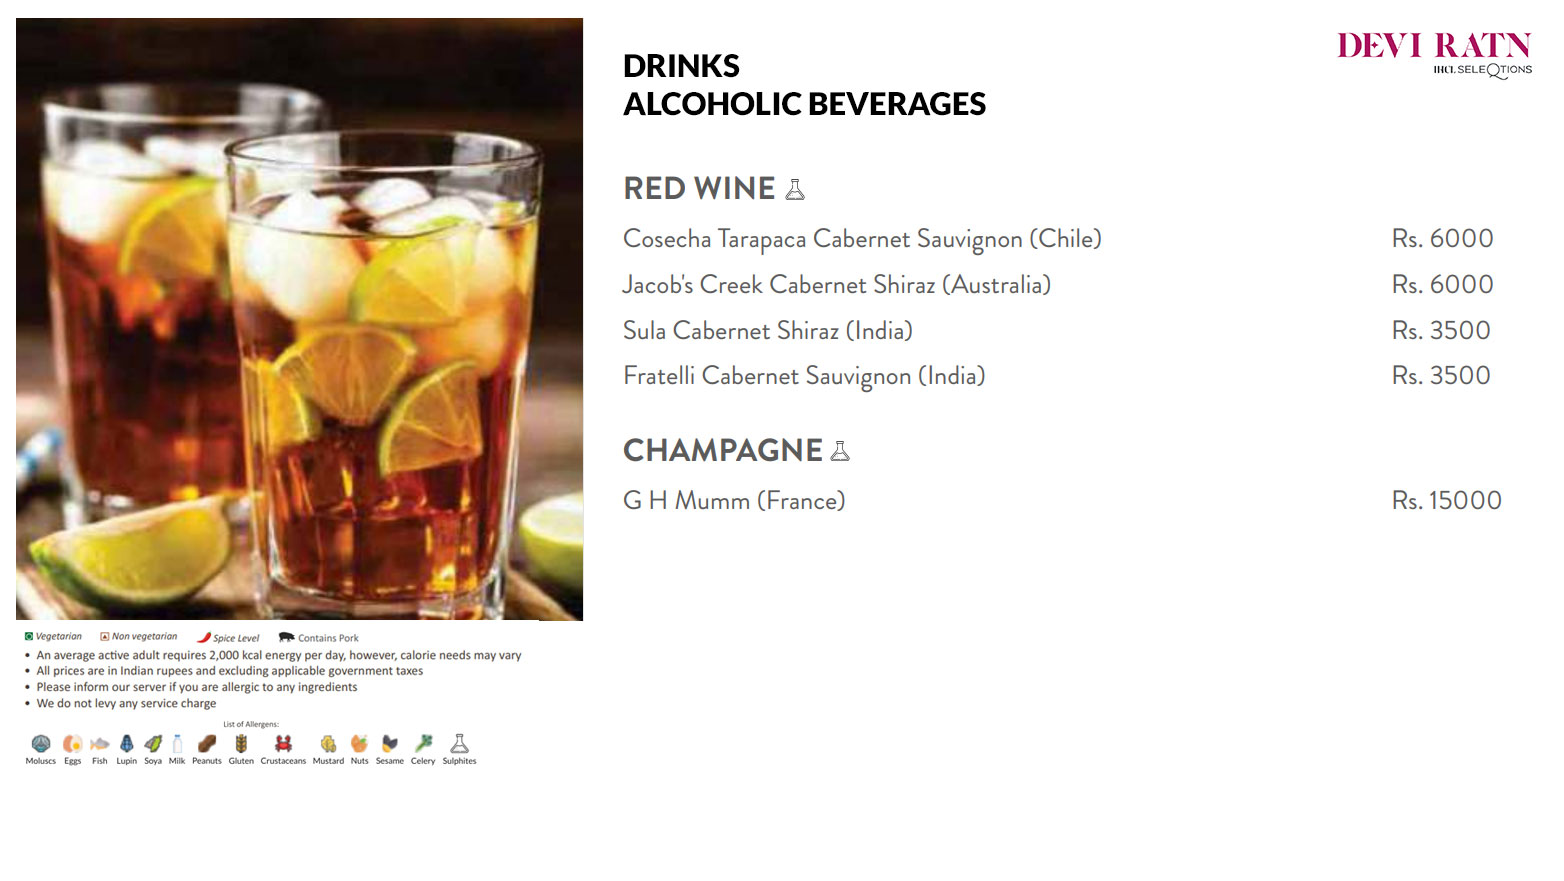 DEVI RATN
IHCL SELEQTIONS
DRINKS
ALCOHOLIC BEVERAGES
RED WINE
Cosecha Tarapaca Cabernet Sauvignon (Chile) Rs. 6000
Jacob's Creek Cabernet Shiraz (Australia) Rs. 6000
Sula Cabernet Shiraz (India) Rs. 3500
Fratelli Cabernet Sauvignon (India) Rs. 3500
CHAMPAGNE
G H Mumm (France) Rs. 15000
Vegetarian Non vegetarian Spice Level Contains Pork
• An average active adult requires 2,000 kcal energy per day, however, calorie needs may vary
• All prices are in Indian rupees and excluding applicable government taxes
• Please inform our server if you are allergic to any ingredients
• We do not levy any service charge
List of Allergens:
Moluscs Eggs Fish Lupin Soya Milk Peanuts Gluten Crustaceans Mustard Nuts Sesame Celery Sulphites